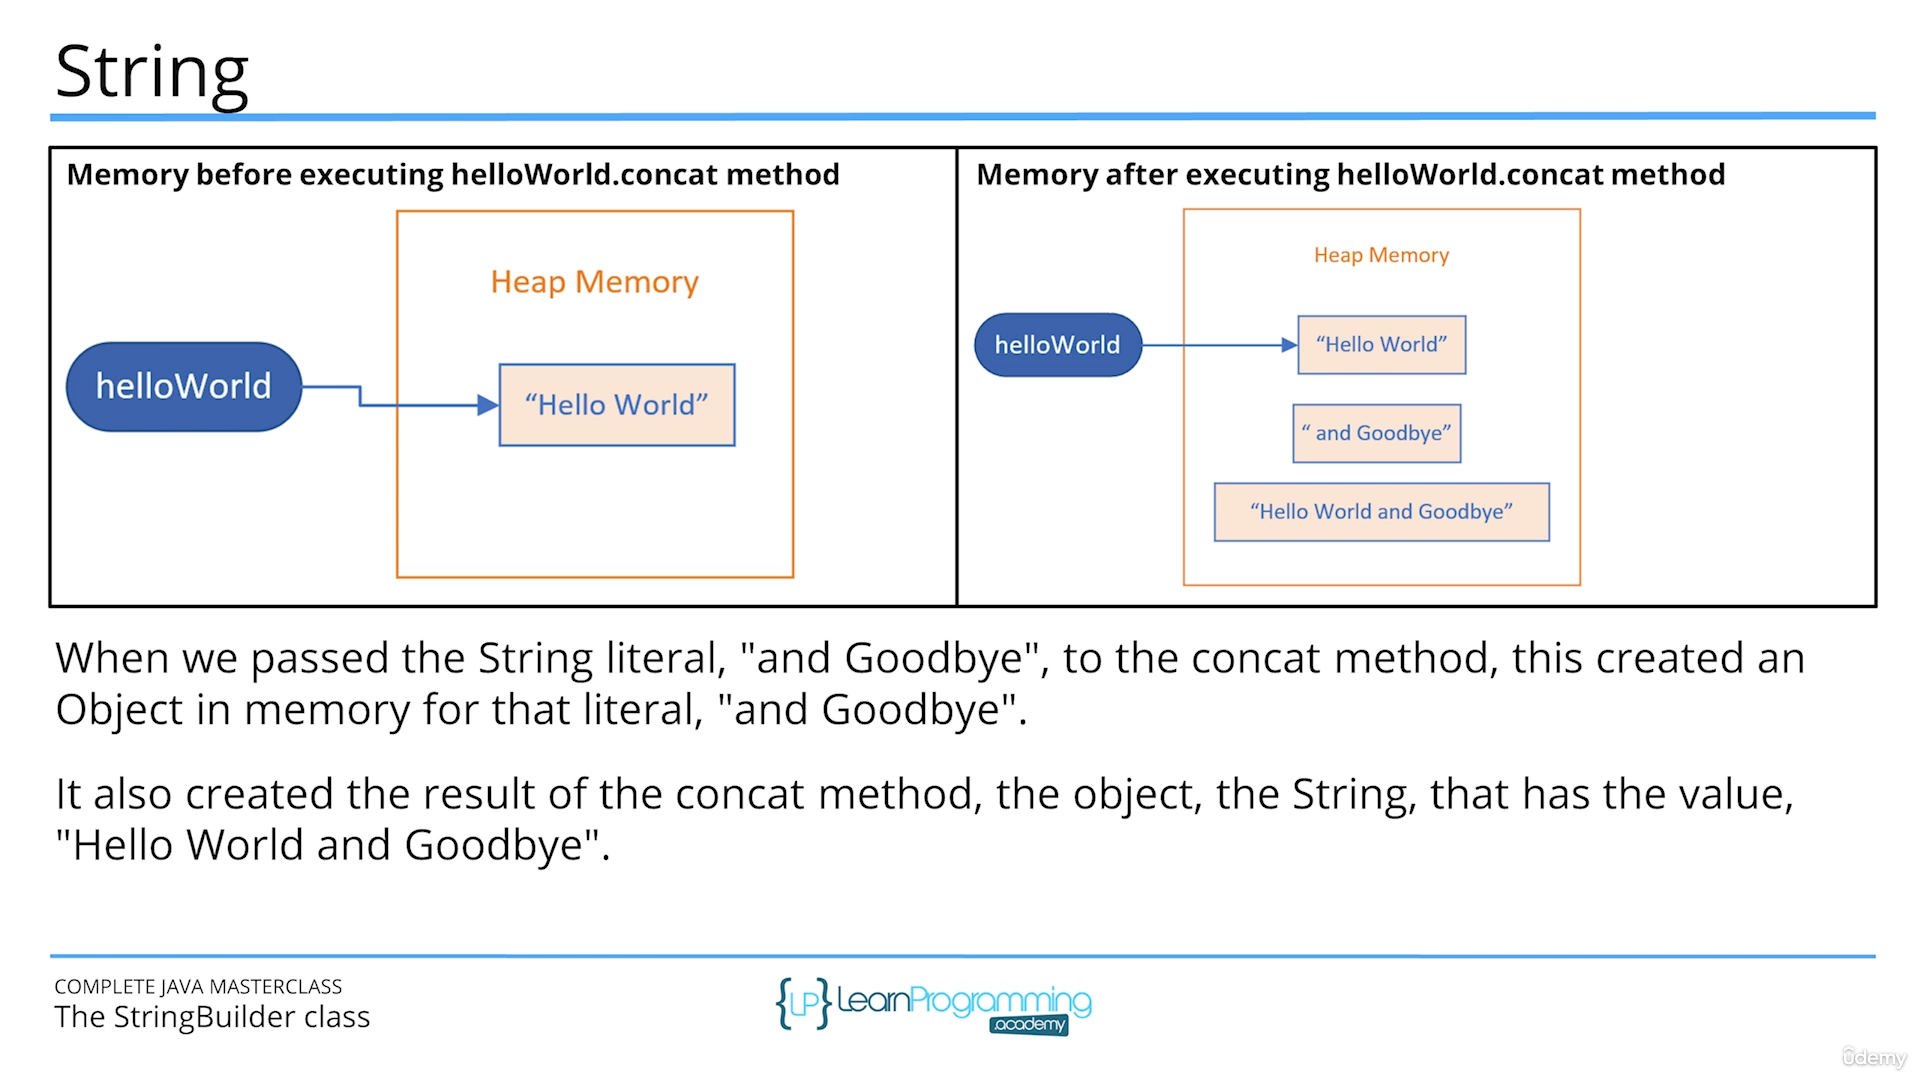 String
Memory before executing helloWorld.concat method
Heap Memory
helloWorld
“Hello World”
Memory after executing helloWorld.concat method
Heap Memory
helloWorld
“Hello World”
“ and Goodbye”
“Hello World and Goodbye”
When we passed the String literal, "and Goodbye", to the concat method, this created an
Object in memory for that literal, "and Goodbye".
It also created the result of the concat method, the object, the String, that has the value,
"Hello World and Goodbye".
COMPLETE JAVA MASTERCLASS
The StringBuilder class
{LP} LearnProgramming
.academy
ûdemy